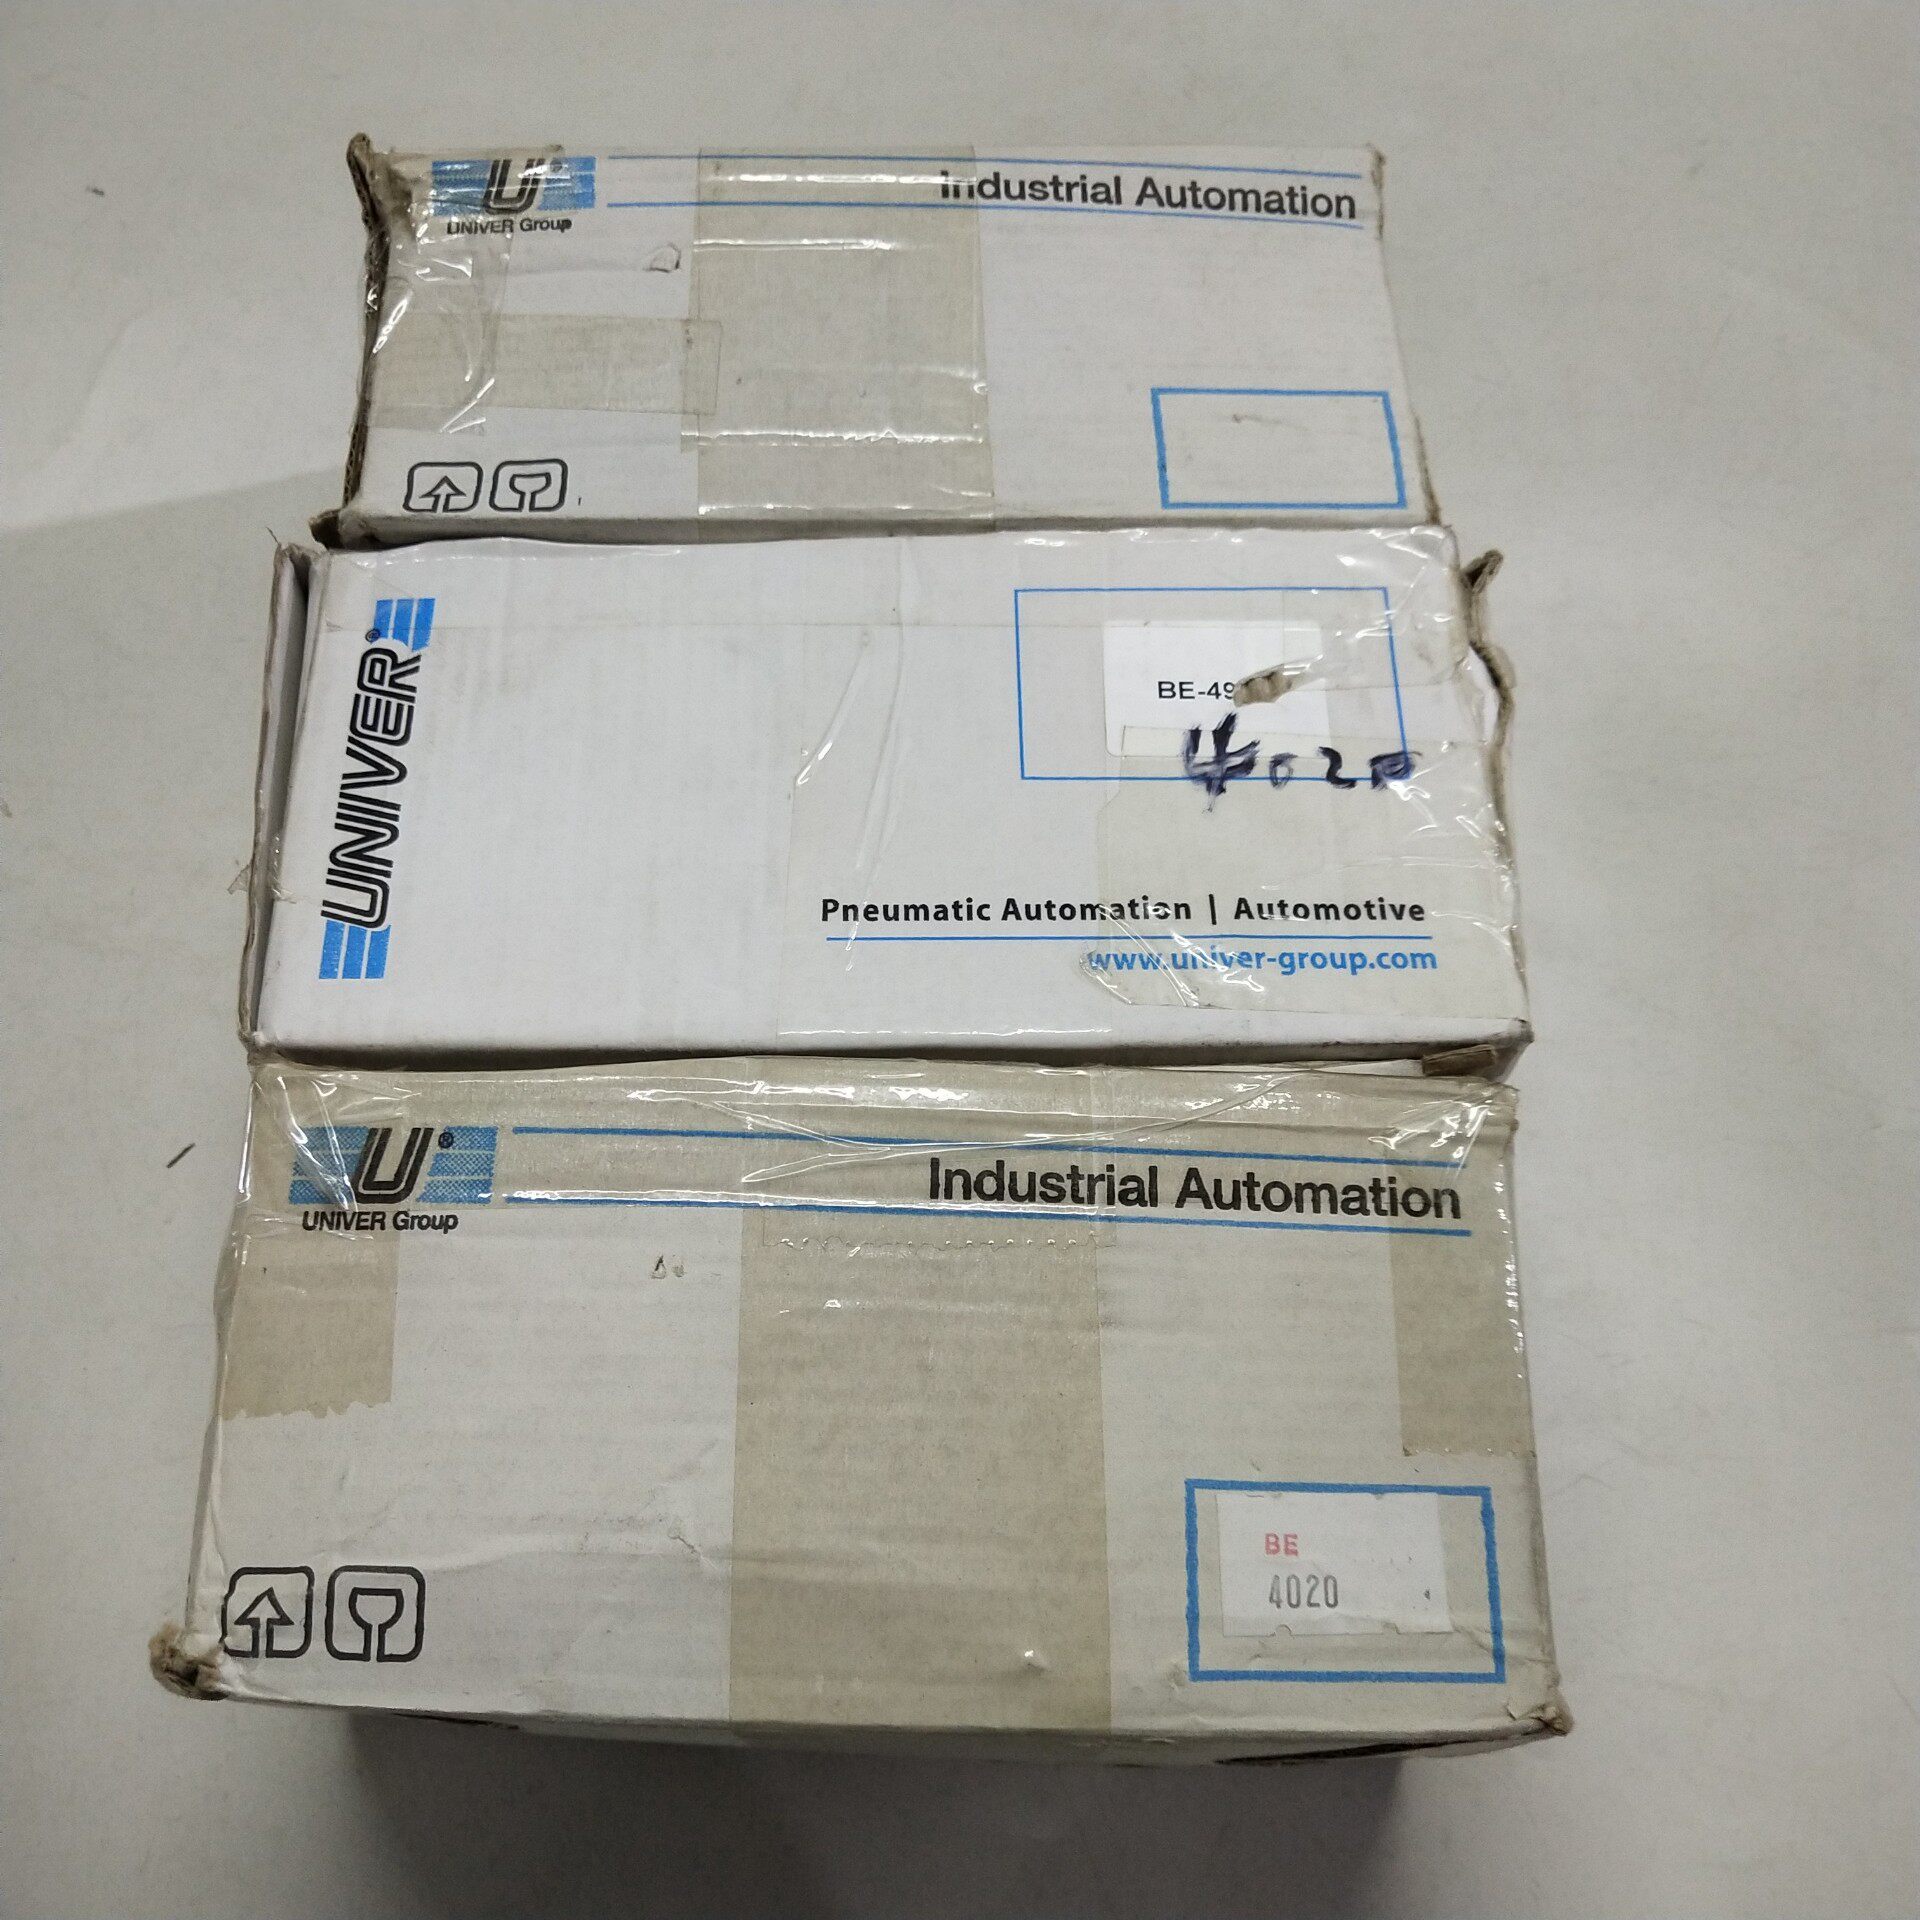 U®
UNIVER Group
Industrial Automation
UNIVER®
BE-49
4020
Pneumatic Automation | Automotive
www.univer-group.com
U®
UNIVER Group
Industrial Automation
BE
4020